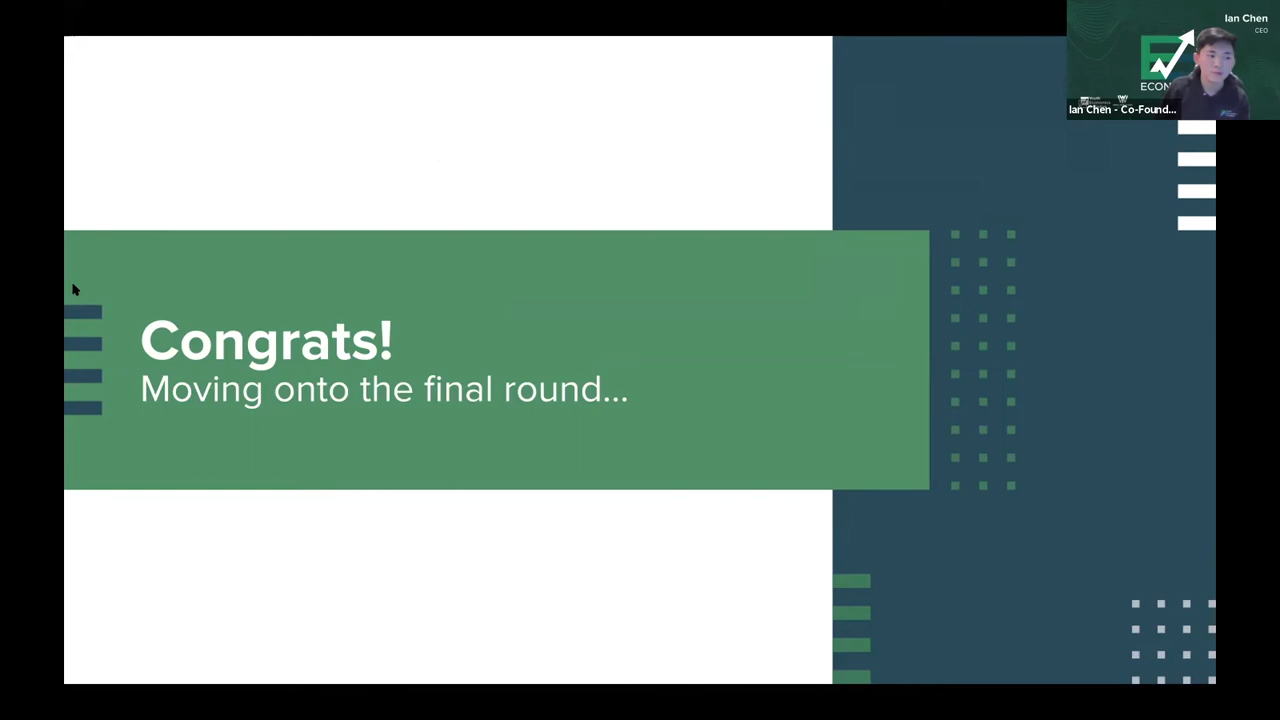 Ian Chen
CEO
ECON
Ian Chen - Co-Found...
Congrats!
Moving onto the final round...